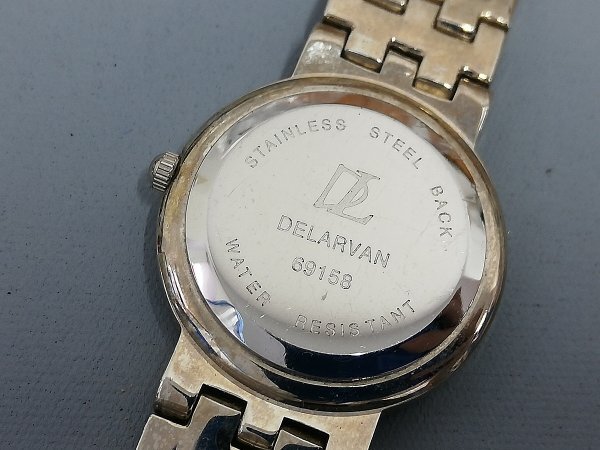 STAINLESS STEEL BACK
DL
DELARVAN
69158
WATER RESISTANT